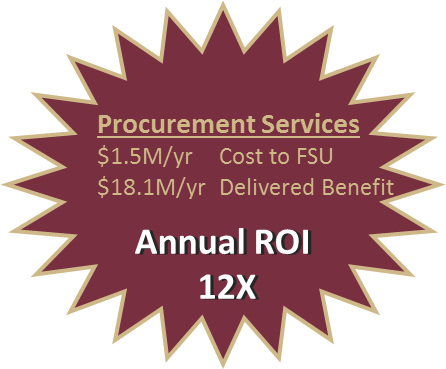 Procurement Services
$1.5M/yr Cost to FSU
$18.1M/yr Delivered Benefit
Annual ROI
12X